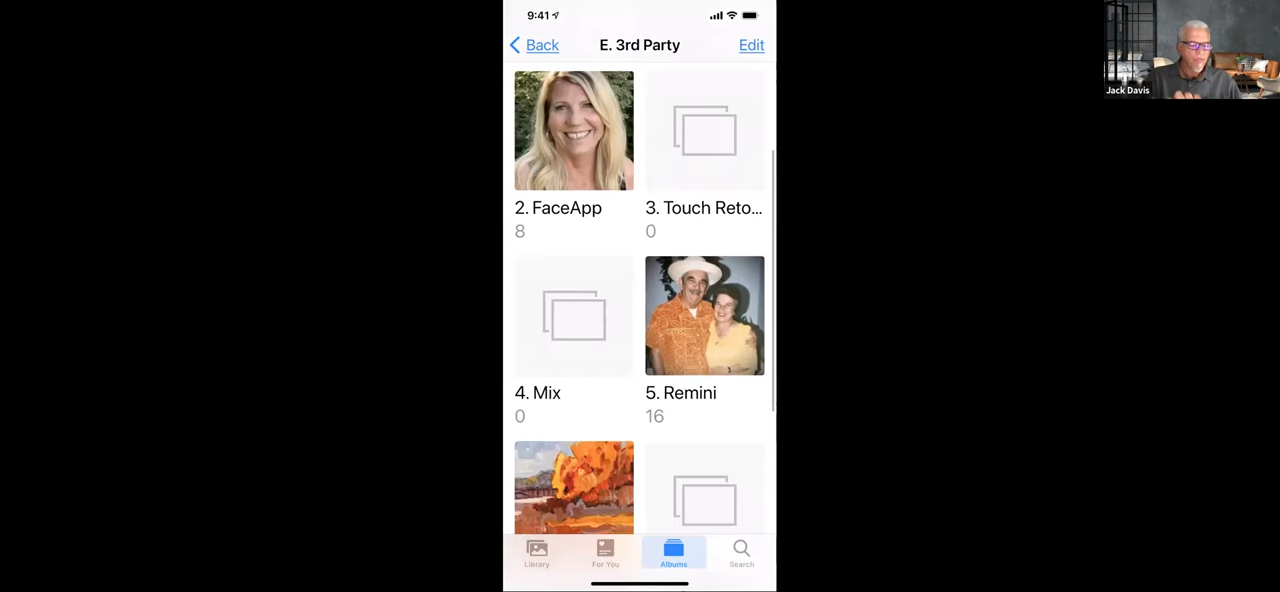 9:41
Back
E. 3rd Party
Edit
Jack Davis
2. FaceApp
3. Touch Reto...
8
0
4. Mix
5. Remini
0
16
Library
For You
Albums
Search